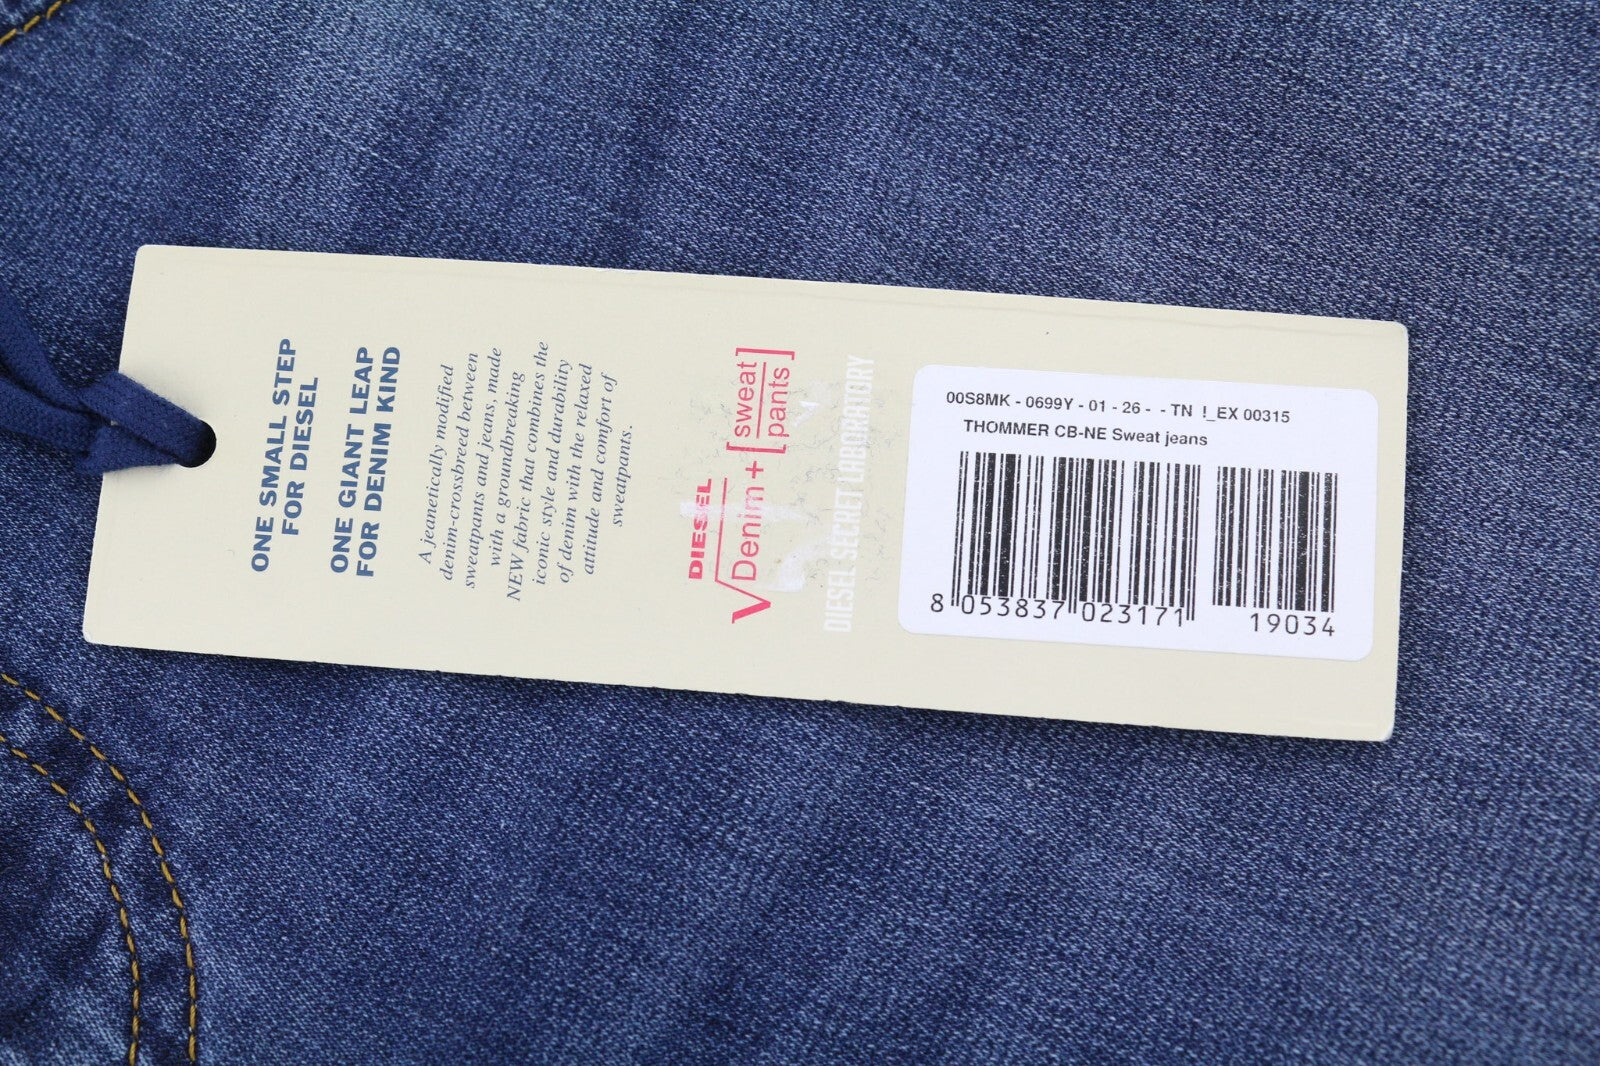 ONE SMALL STEP
FOR DIESEL
ONE GIANT LEAP
FOR DENIM KIND
A jeanetically modified
denim-crossbreed between
sweatpants and jeans, made
with a groundbreaking
NEW fabric that combines the
iconic style and durability
of denim with the relaxed
attitude and comfort of
sweatpants.
DIESEL
√Denim + [sweat
pants]
DIESEL SECRET LABORATORY
00S8MK - 0699Y - 01 - 26 - - TN !_EX 00315
THOMMER CB-NE Sweat jeans
8 053837 023171 19034